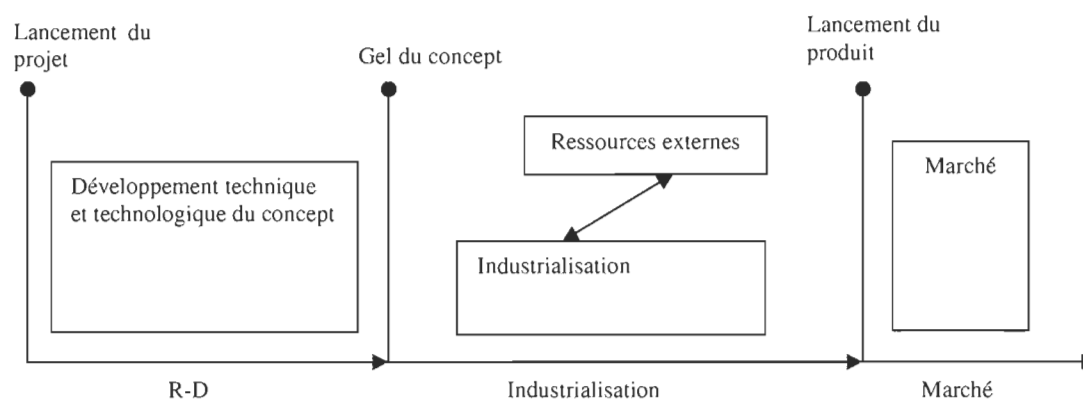 Lancement du
projet
Gel du concept
Lancement du
produit
Ressources externes
Marché
Développement technique
et technologique du concept
Industrialisation
R-D
Industrialisation
Marché